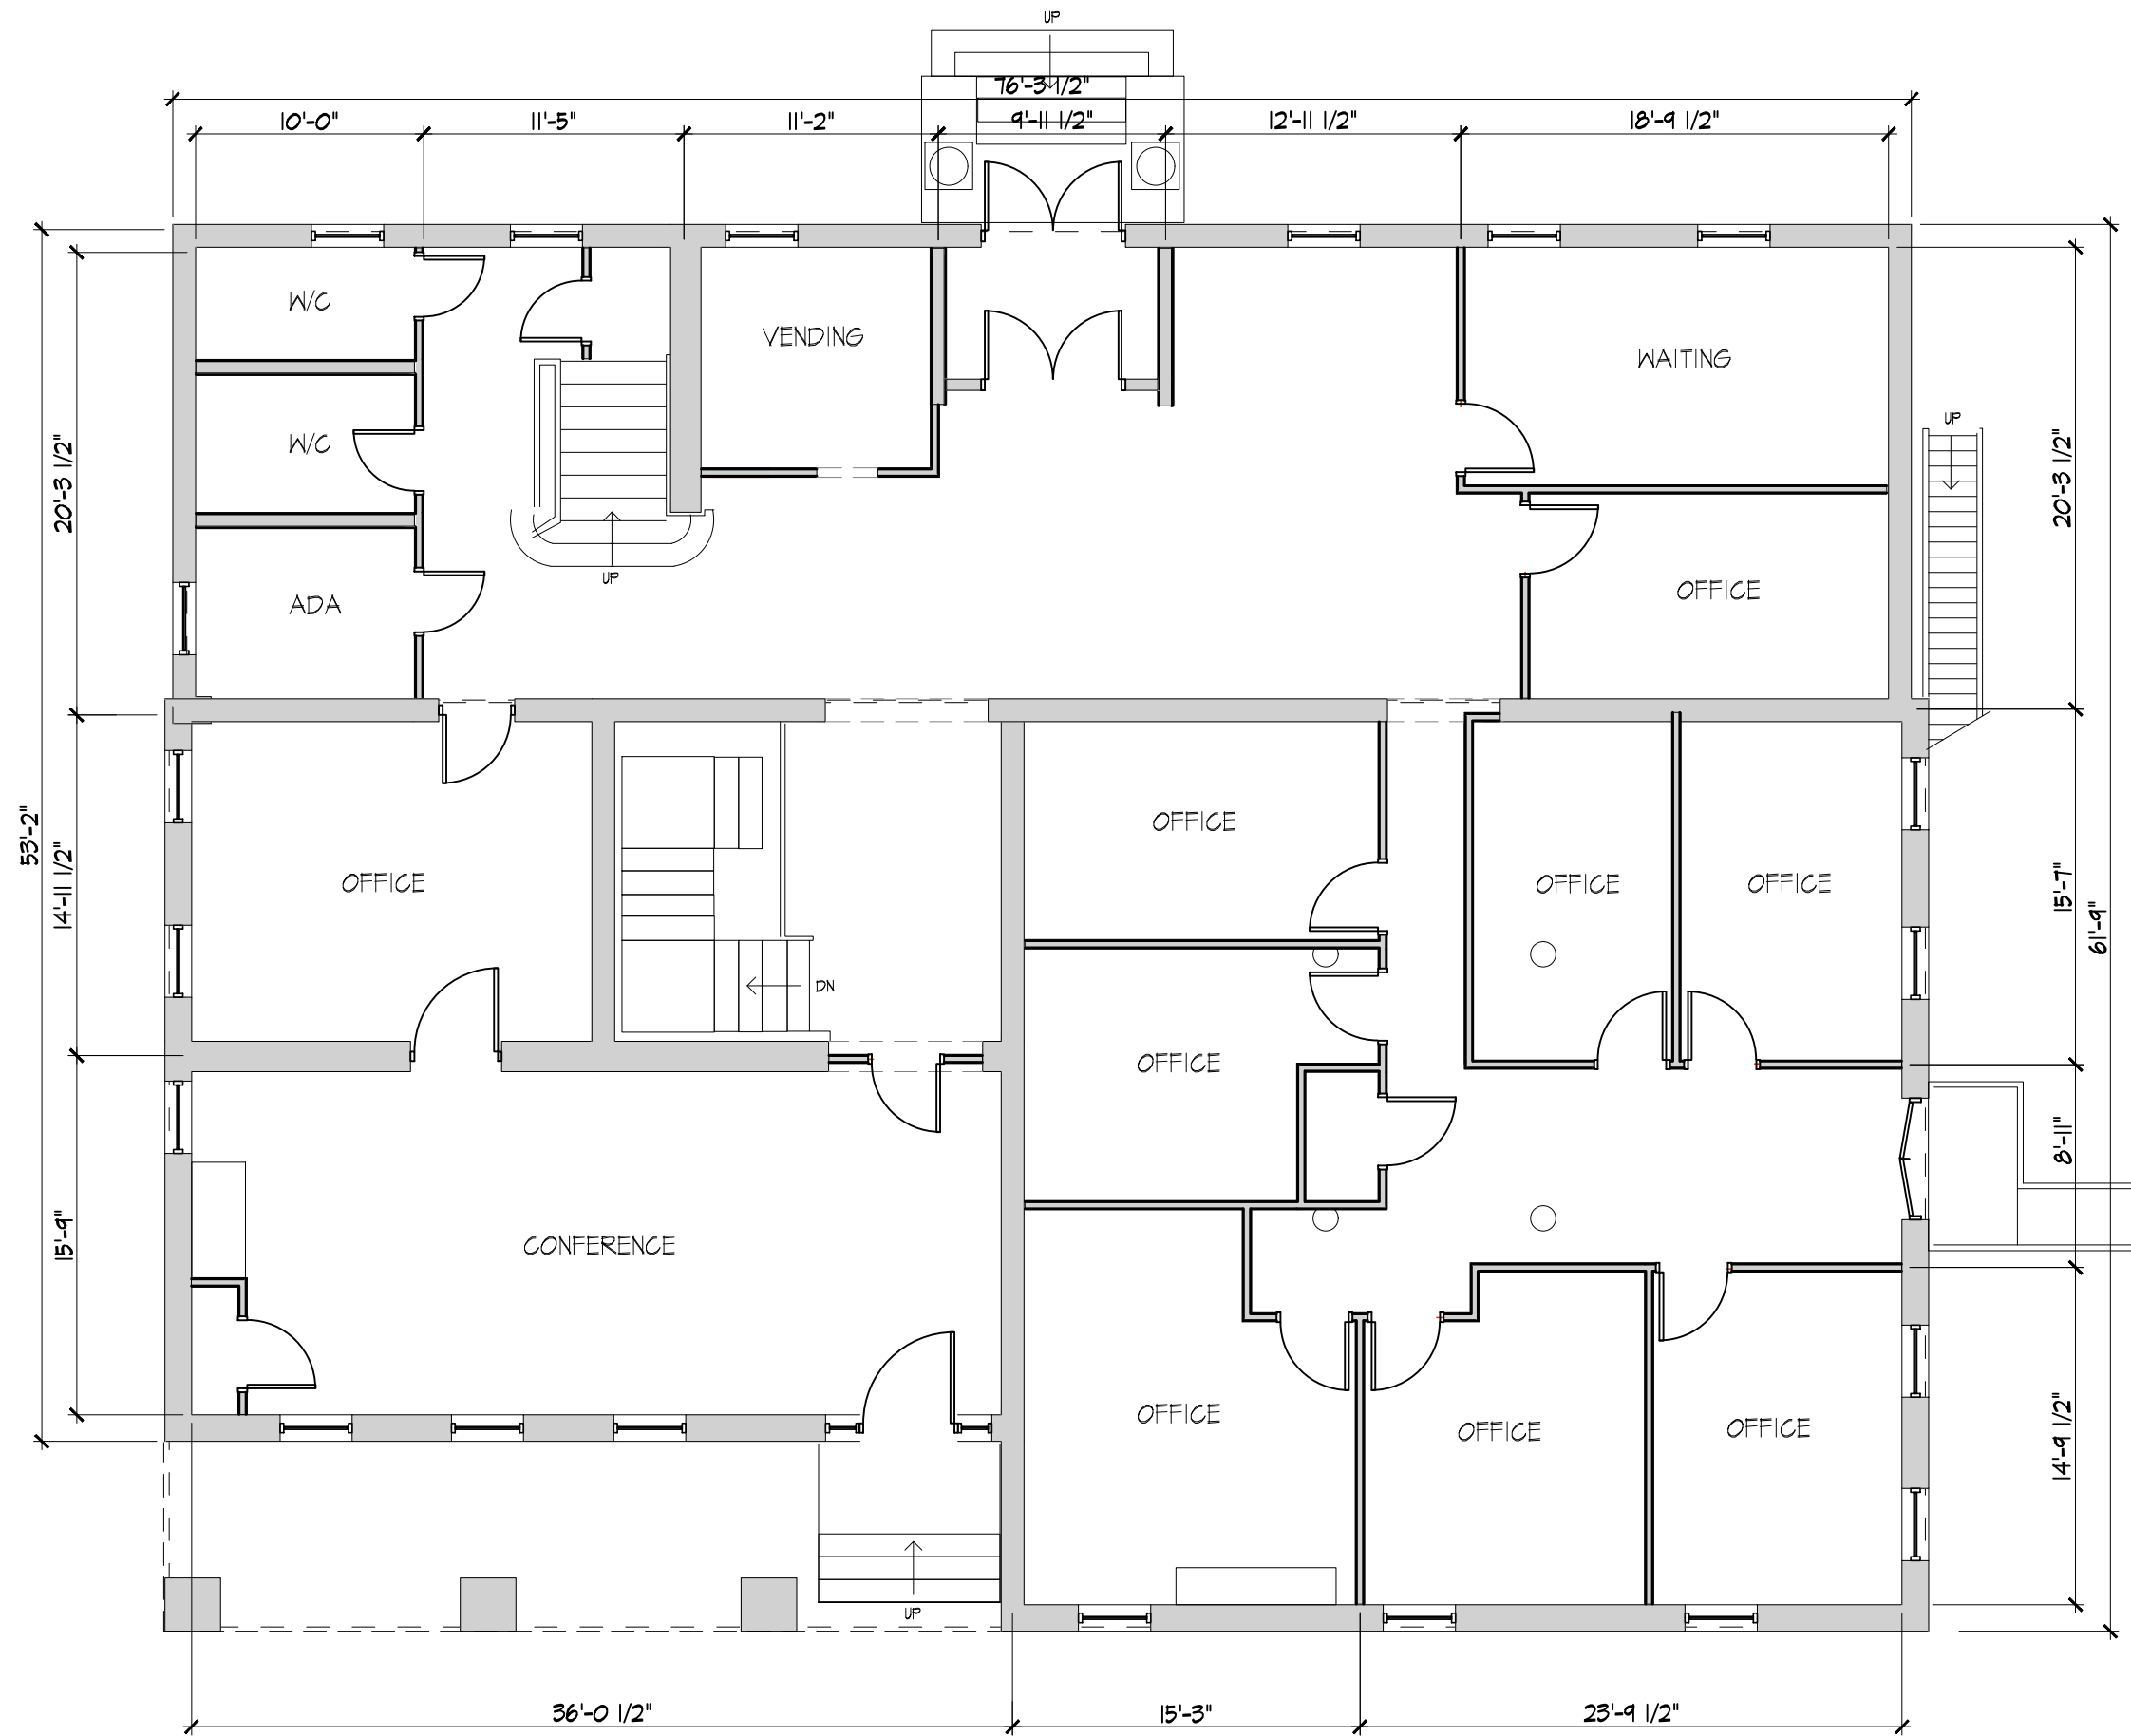 UP
76'-3 1/2"
10'-0"
11'-5"
11'-2"
9'-11 1/2"
12'-11 1/2"
18'-9 1/2"
W/C
VENDING
WAITING
W/C
UP
20'-3 1/2"
20'-3 1/2"
UP
ADA
OFFICE
53'-2"
14'-11 1/2"
OFFICE
OFFICE
OFFICE
OFFICE
15'-7"
61'-9"
DN
OFFICE
8'-11"
15'-9"
CONFERENCE
OFFICE
OFFICE
OFFICE
14'-9 1/2"
UP
36'-0 1/2"
15'-3"
23'-9 1/2"